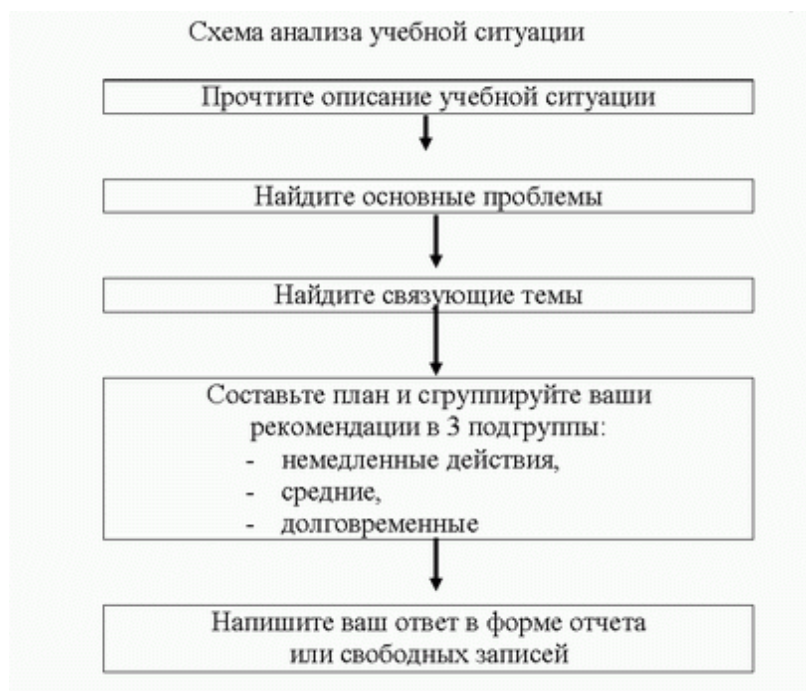 Схема анализа учебной ситуации
Прочтите описание учебной ситуации
Найдите основные проблемы
Найдите связующие темы
Составьте план и сгруппируйте ваши
рекомендации в 3 подгруппы:
- немедленные действия,
- средние,
- долговременные
Напишите ваш ответ в форме отчета
или свободных записей